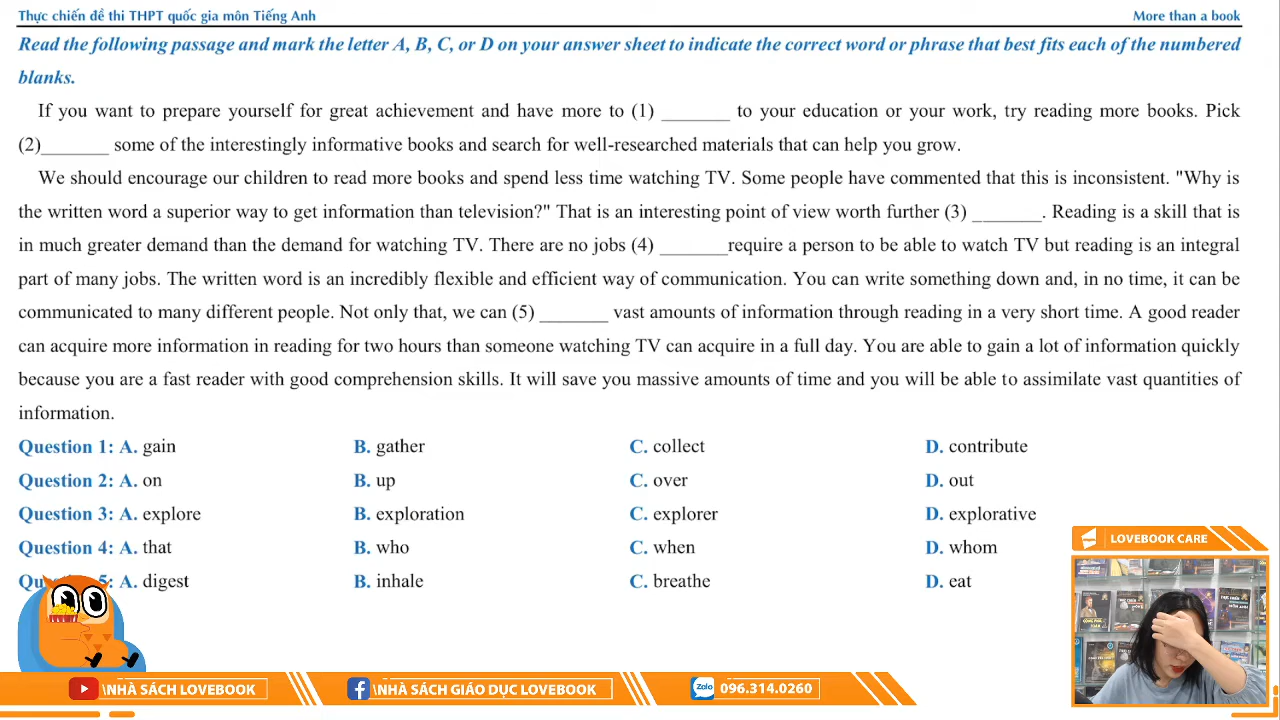 Thực chiến đề thi THPT quốc gia môn Tiếng Anh More than a book
Read the following passage and mark the letter A, B, C, or D on your answer sheet to indicate the correct word or phrase that best fits each of the numbered
blanks.
If you want to prepare yourself for great achievement and have more to (1) _______ to your education or your work, try reading more books. Pick
(2)_______ some of the interestingly informative books and search for well-researched materials that can help you grow.
We should encourage our children to read more books and spend less time watching TV. Some people have commented that this is inconsistent. "Why is
the written word a superior way to get information than television?" That is an interesting point of view worth further (3) _______. Reading is a skill that is
in much greater demand than the demand for watching TV. There are no jobs (4) _______require a person to be able to watch TV but reading is an integral
part of many jobs. The written word is an incredibly flexible and efficient way of communication. You can write something down and, in no time, it can be
communicated to many different people. Not only that, we can (5) _______ vast amounts of information through reading in a very short time. A good reader
can acquire more information in reading for two hours than someone watching TV can acquire in a full day. You are able to gain a lot of information quickly
because you are a fast reader with good comprehension skills. It will save you massive amounts of time and you will be able to assimilate vast quantities of
information.
Question 1: A. gain B. gather C. collect D. contribute
Question 2: A. on B. up C. over D. out
Question 3: A. explore B. exploration C. explorer D. explorative
Question 4: A. that B. who C. when D. whom
A. digest B. inhale C. breathe D. eat
LOVEBOOK CARE
NHÀ SÁCH LOVEBOOK
NHÀ SÁCH GIÁO DỤC LOVEBOOK
Zalo 096.314.0260